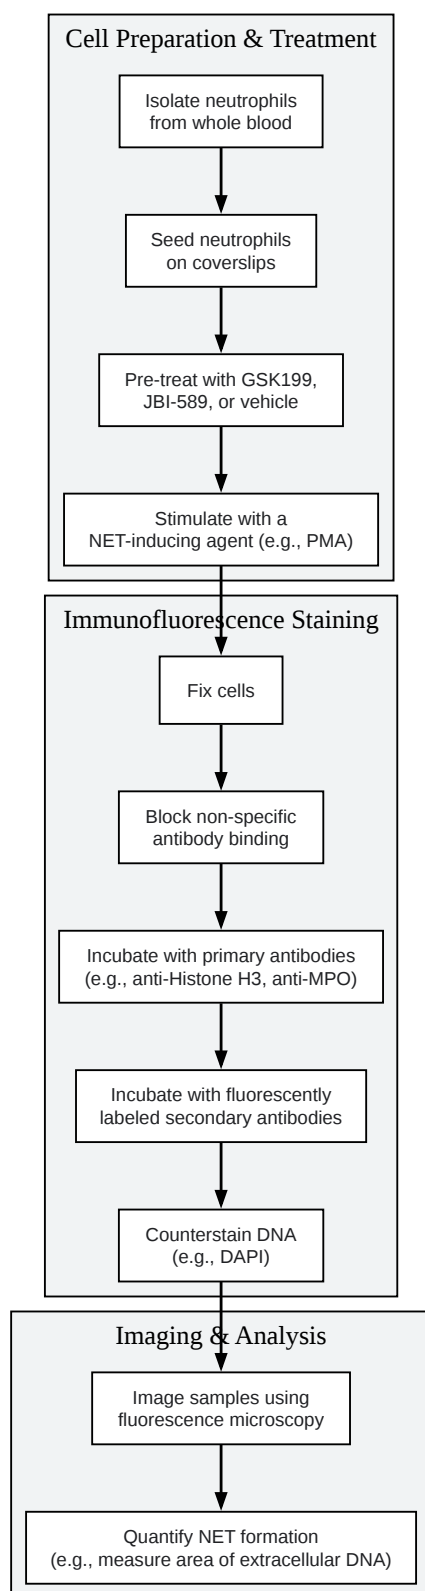 Cell Preparation & Treatment
Isolate neutrophils
from whole blood
Seed neutrophils
on coverslips
Pre-treat with GSK199,
JBI-589, or vehicle
Stimulate with a
NET-inducing agent (e.g., PMA)
Immunofluorescence Staining
Fix cells
Block non-specific
antibody binding
Incubate with primary antibodies
(e.g., anti-Histone H3, anti-MPO)
Incubate with fluorescently
labeled secondary antibodies
Counterstain DNA
(e.g., DAPI)
Imaging & Analysis
Image samples using
fluorescence microscopy
Quantify NET formation
(e.g., measure area of extracellular DNA)